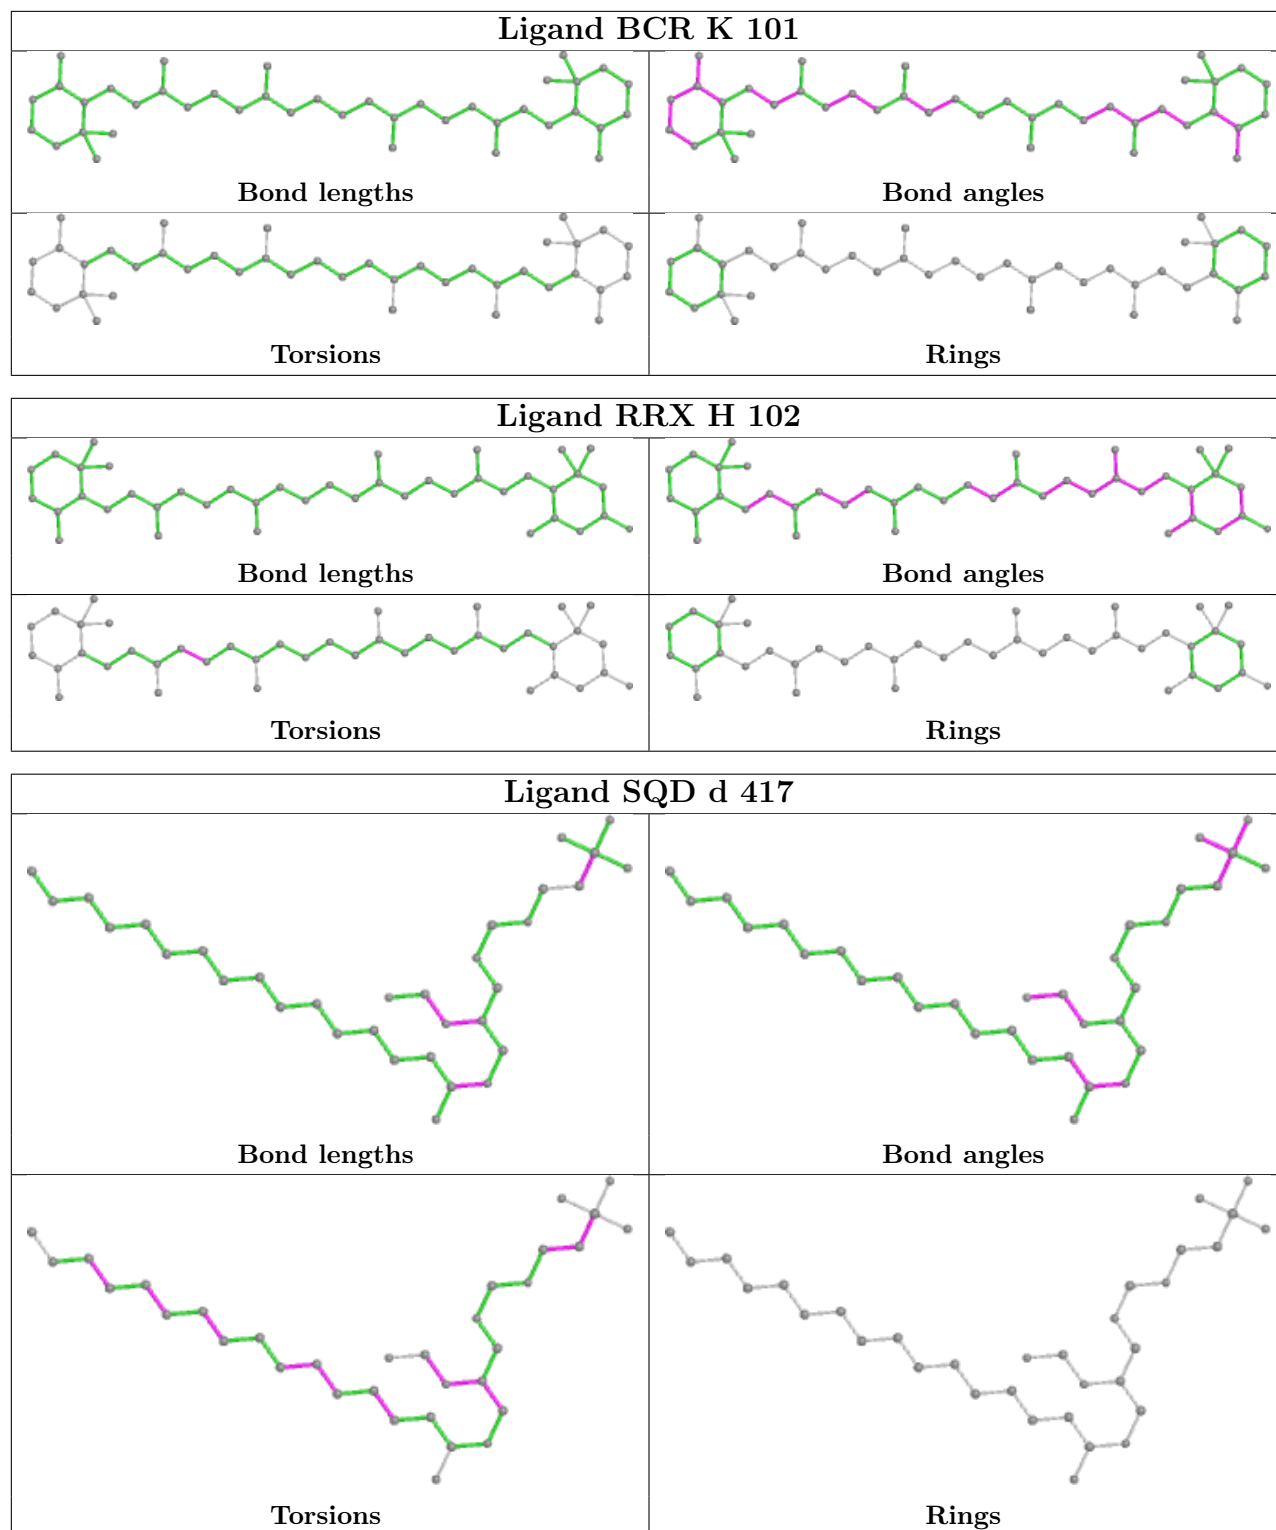 Ligand BCR K 101
Bond lengths
Bond angles
Torsions
Rings
Ligand RRX H 102
Bond lengths
Bond angles
Torsions
Rings
Ligand SQD d 417
Bond lengths
Bond angles
Torsions
Rings